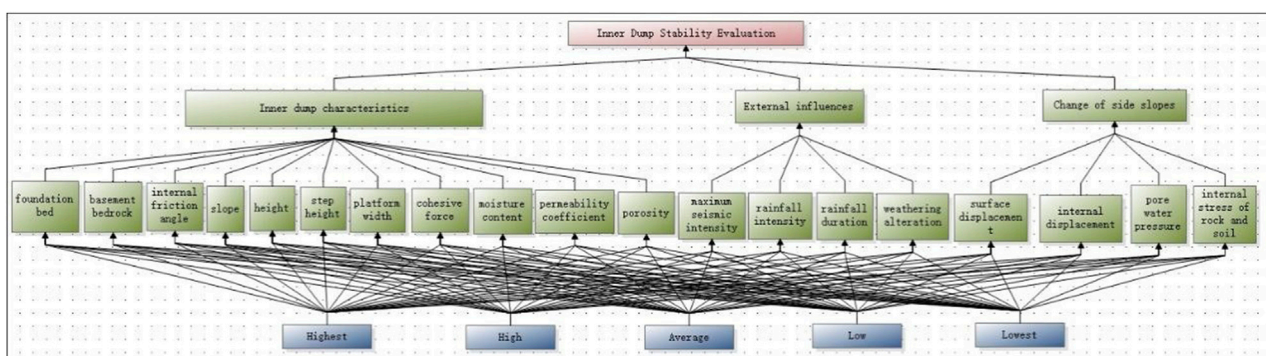 Inner Dump Stability Evaluation
Inner dump characteristics
External influences
Change of side slopes
foundation
bed
basement
bedrock
internal
friction
angle
slope
height
step
height
platform
width
cohesive
force
moisture
content
permeability
coefficient
porosity
maximum
seismic
intensity
rainfall
intensity
rainfall
duration
weathering
alteration
surface
displacemen
t
internal
displacement
pore
water
pressure
internal
stress of
rock and
soil
Highest
High
Average
Low
Lowest